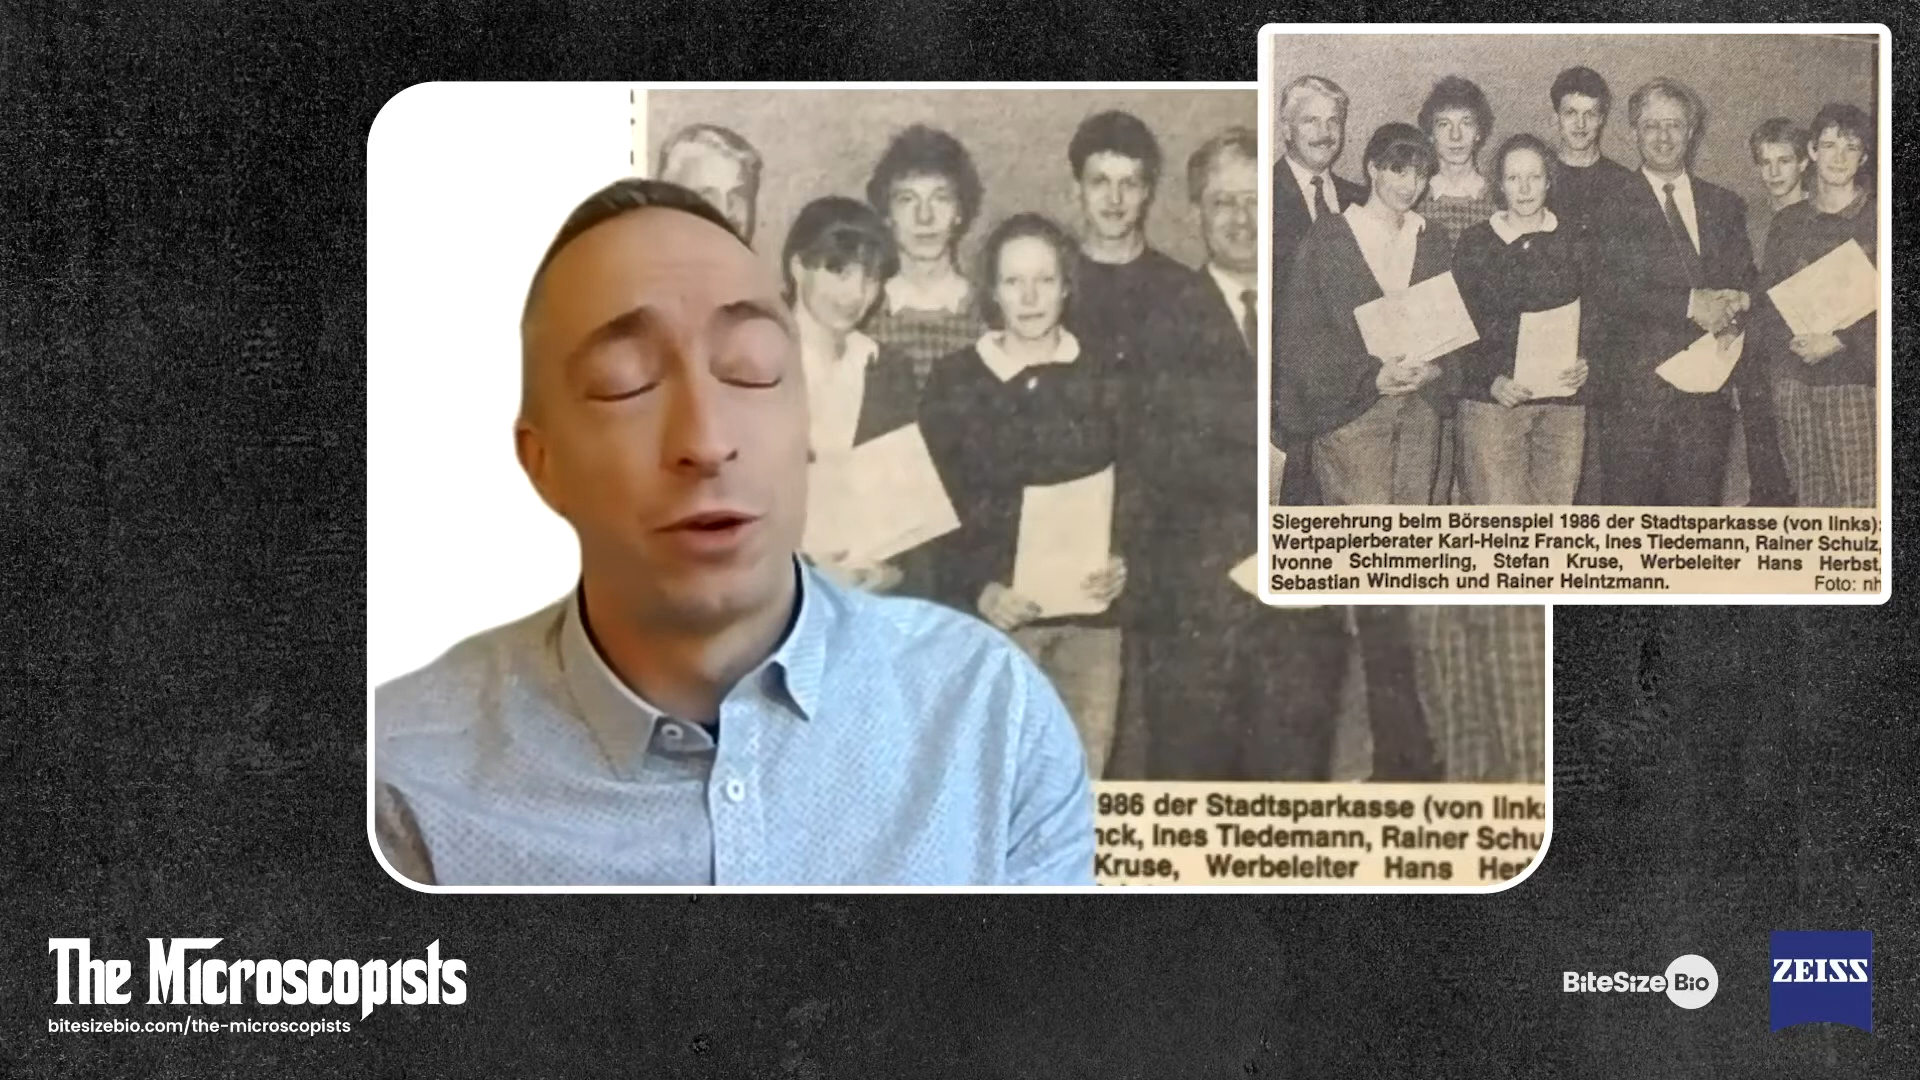 Siegerehrung beim Börsenspiel 1986 der Stadtsparkasse (von links):
Wertpapierberater Karl-Heinz Franck, Ines Tiedemann, Rainer Schulz,
Ivonne Schimmerling, Stefan Kruse, Werbeleiter Hans Herbst,
Sebastian Windisch und Rainer Heintzmann. Foto: nh
986 der Stadtsparkasse (von link
ck, Ines Tiedemann, Rainer Schu
Kruse, Werbeleiter Hans Her
The Microscopists
bitesizebio.com/the-microscopists
BiteSize Bio
ZEISS